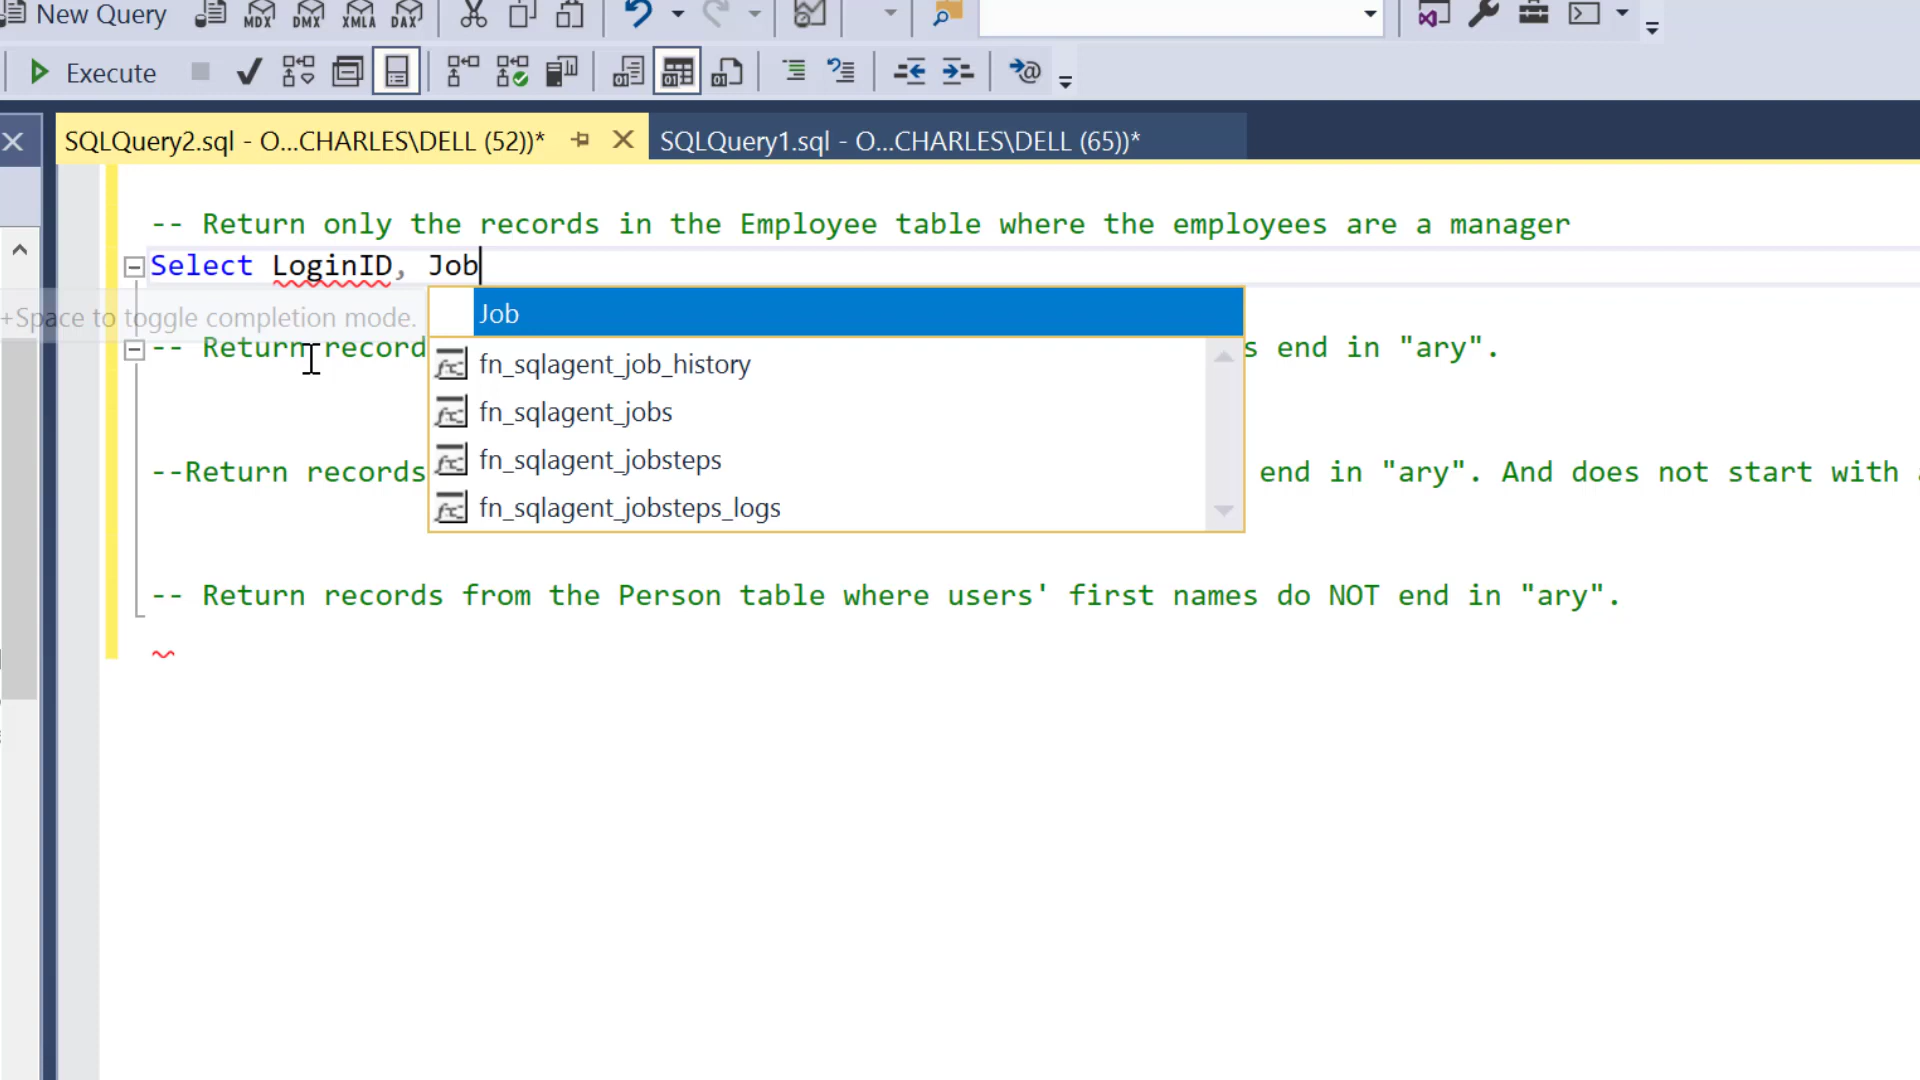 New Query
MDX DMX XMLA DAX
Execute
SQLQuery2.sql - O...CHARLES\DELL (52))*
SQLQuery1.sql - O...CHARLES\DELL (65))*
-- Return only the records in the Employee table where the employees are a manager
Select LoginID, Job
+Space to toggle completion mode.
Job
-- Return record
s end in "ary".
fn_sqlagent_job_history
fn_sqlagent_jobs
--Return records
end in "ary". And does not start with
fn_sqlagent_jobsteps
fn_sqlagent_jobsteps_logs
-- Return records from the Person table where users' first names do NOT end in "ary".